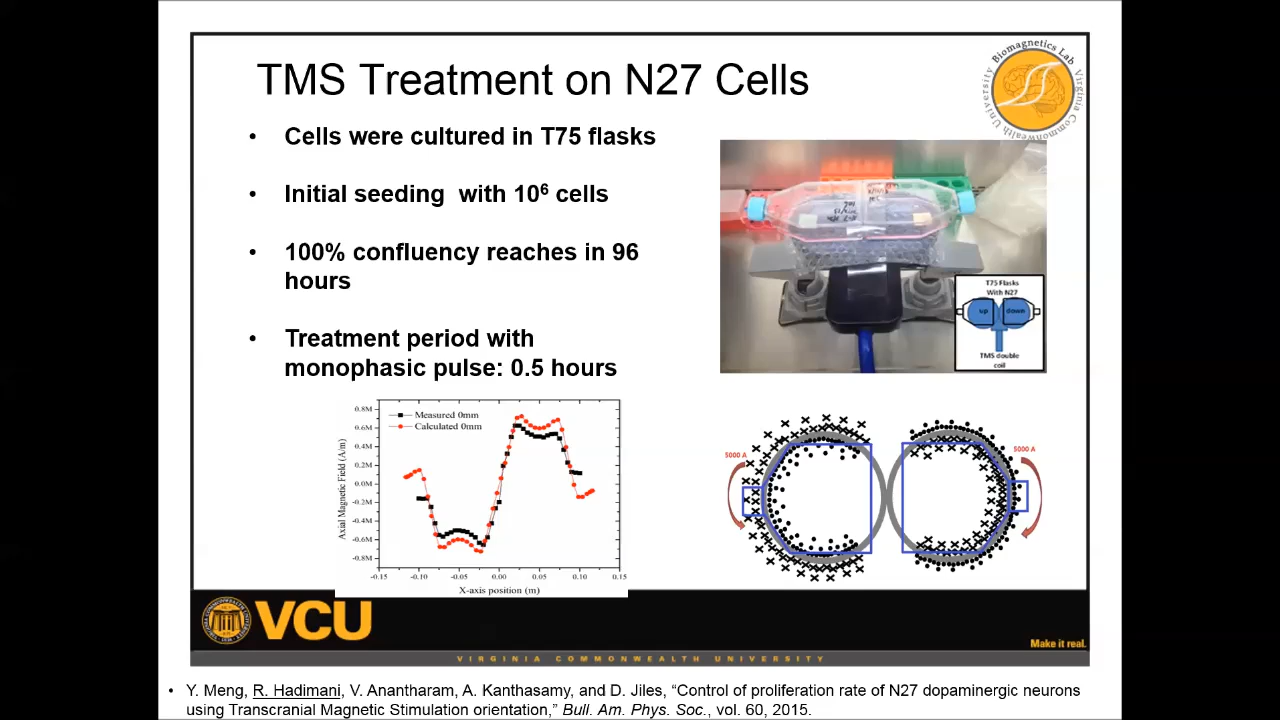 TMS Treatment on N27 Cells
Biomagnetics Lab
Virginia Commonwealth University
• Cells were cultured in T75 flasks
• Initial seeding with 10⁶ cells
• 100% confluency reaches in 96
hours
• Treatment period with
monophasic pulse: 0.5 hours
T75 Flasks
With N27
up
down
TMS double
coil
Measured 0mm
Calculated 0mm
Axial Magnetic Field (A/m)
0.8M
0.6M
0.4M
0.2M
0.0M
-0.2M
-0.4M
-0.6M
-0.8M
-0.15 -0.10 -0.05 0.00 0.05 0.10 0.15
X-axis position (m)
5000 A
5000 A
VCU
Make it real.
VIRGINIA COMMONWEALTH UNIVERSITY
• Y. Meng, R. Hadimani, V. Anantharam, A. Kanthasamy, and D. Jiles, “Control of proliferation rate of N27 dopaminergic neurons
using Transcranial Magnetic Stimulation orientation,” Bull. Am. Phys. Soc., vol. 60, 2015.